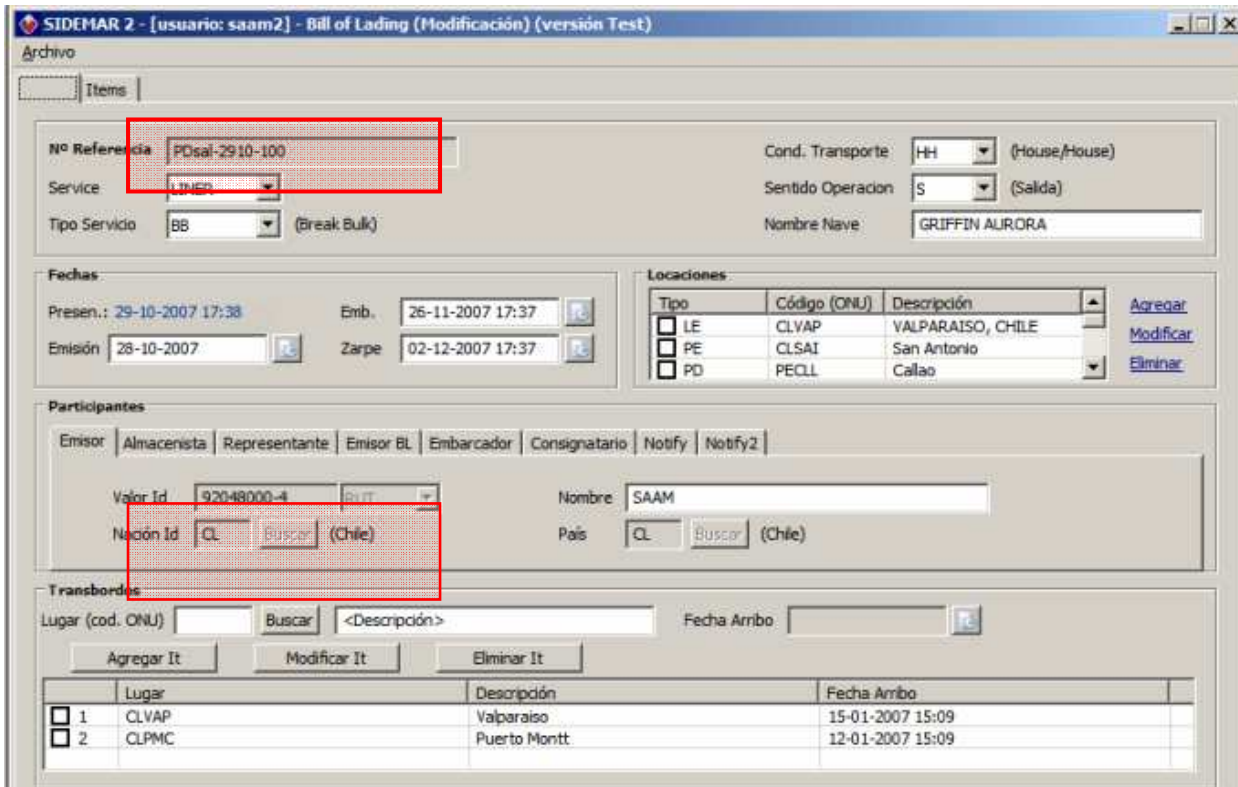 SIDEMAR 2 - [usuario: saam2] - Bill of Lading (Modificación) (versión Test)
Archivo
Items
Nº Referencia PDsal-2910-100 Cond. Transporte HH (House/House)
Service LINER Sentido Operacion S (Salida)
Tipo Servicio BB (Break Bulk) Nombre Nave GRIFFIN AURORA
Fechas
Presen.: 29-10-2007 17:38 Emb. 26-11-2007 17:37
Emisión 28-10-2007 Zarpe 02-12-2007 17:37
Locaciones
Tipo Código (ONU) Descripción
LE CLVAP VALPARAISO, CHILE
PE CLSAI San Antonio
PD PECLL Callao
Agregar
Modificar
Eliminar
Participantes
Emisor Almacenista Representante Emisor BL Embarcador Consignatario Notify Notify2
Valor Id 92048000-4 RUT Nombre SAAM
Nación Id CL Buscar (Chile) País CL Buscar (Chile)
Transbordos
Lugar (cod. ONU) Buscar <Descripción> Fecha Arribo
Agregar It Modificar It Eliminar It
Lugar Descripción Fecha Arribo
1 CLVAP Valparaiso 15-01-2007 15:09
2 CLPMC Puerto Montt 12-01-2007 15:09